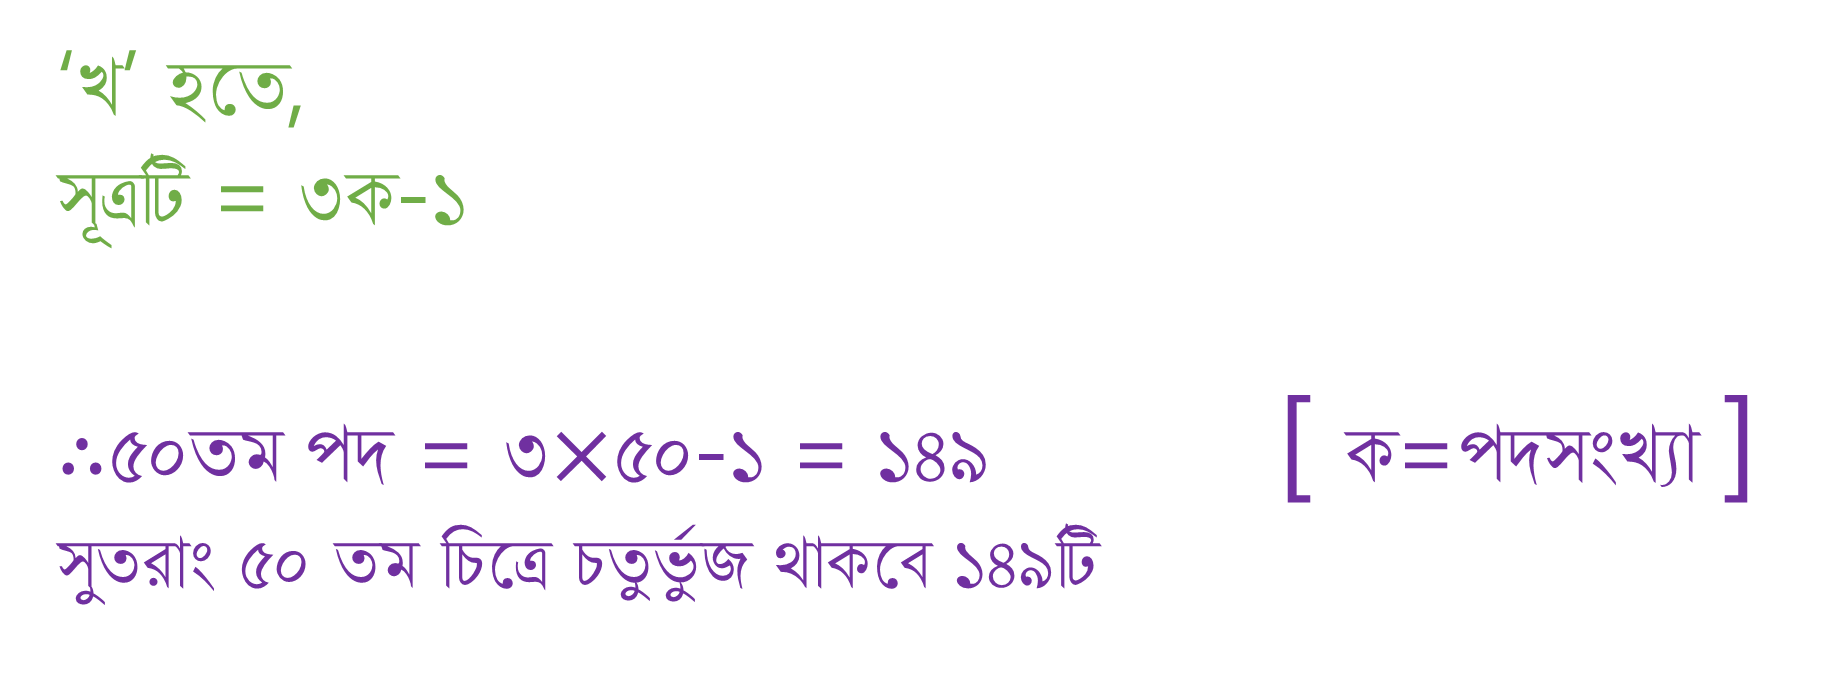 ‘খ’ হতে,
সূত্রটি = ৩ক-১
∴৫০তম পদ = ৩×৫০-১ = ১৪৯ [ ক=পদসংখ্যা ]
সুতরাং ৫০ তম চিত্রে চতুর্ভুজ থাকবে ১৪৯টি